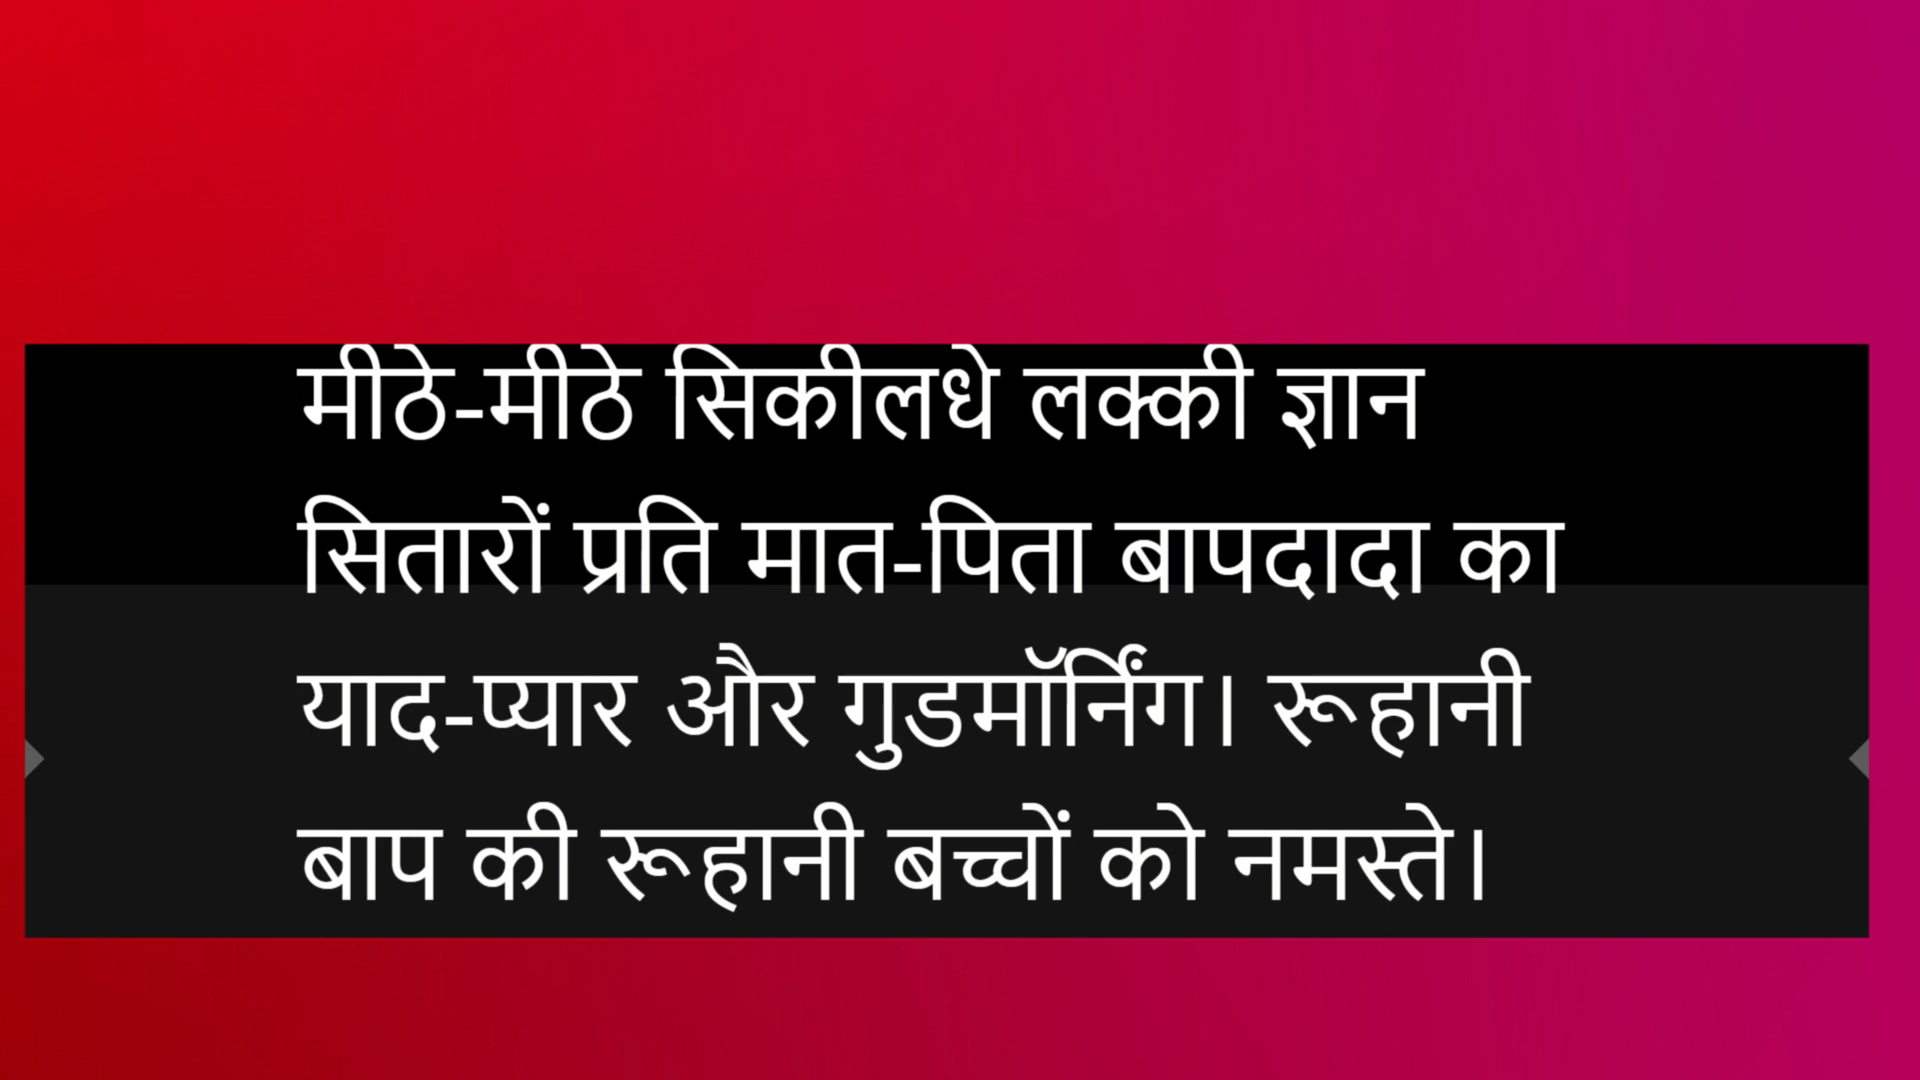 मीठे-मीठे सिकीलधे लक्की ज्ञान
सितारों प्रति मात-पिता बापदादा का
याद-प्यार और गुडमॉर्निंग। रूहानी
बाप की रूहानी बच्चों को नमस्ते।